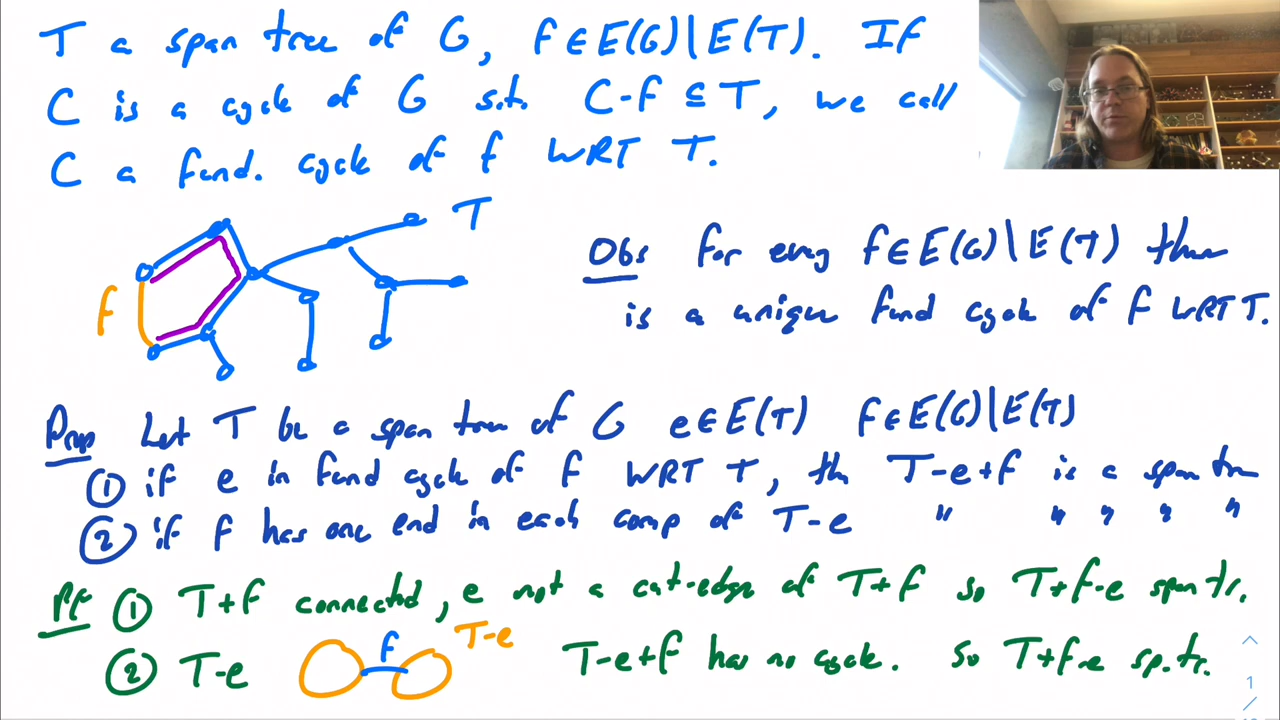 T a span tree of G, f∈E(G)\E(T). If
C is a cycle of G s.t. C-f ⊆ T, we call
C a fund. cycle of f WRT T.
T
f
Obs For every f∈E(G)\E(T) there
is a unique fund cycle of f WRT T.
Prop Let T be a span tree of G e∈E(T) f∈E(G)\E(T)
① if e in fund cycle of f WRT T, then T-e+f is a span tree
② if f has one end in each comp of T-e " " " " "
Pf ① T+f connected, e not a cut-edge of T+f so T+f-e span tr.
② T-e f T-e T-e+f has no cycle. So T+f-e sp.tr.
1
/